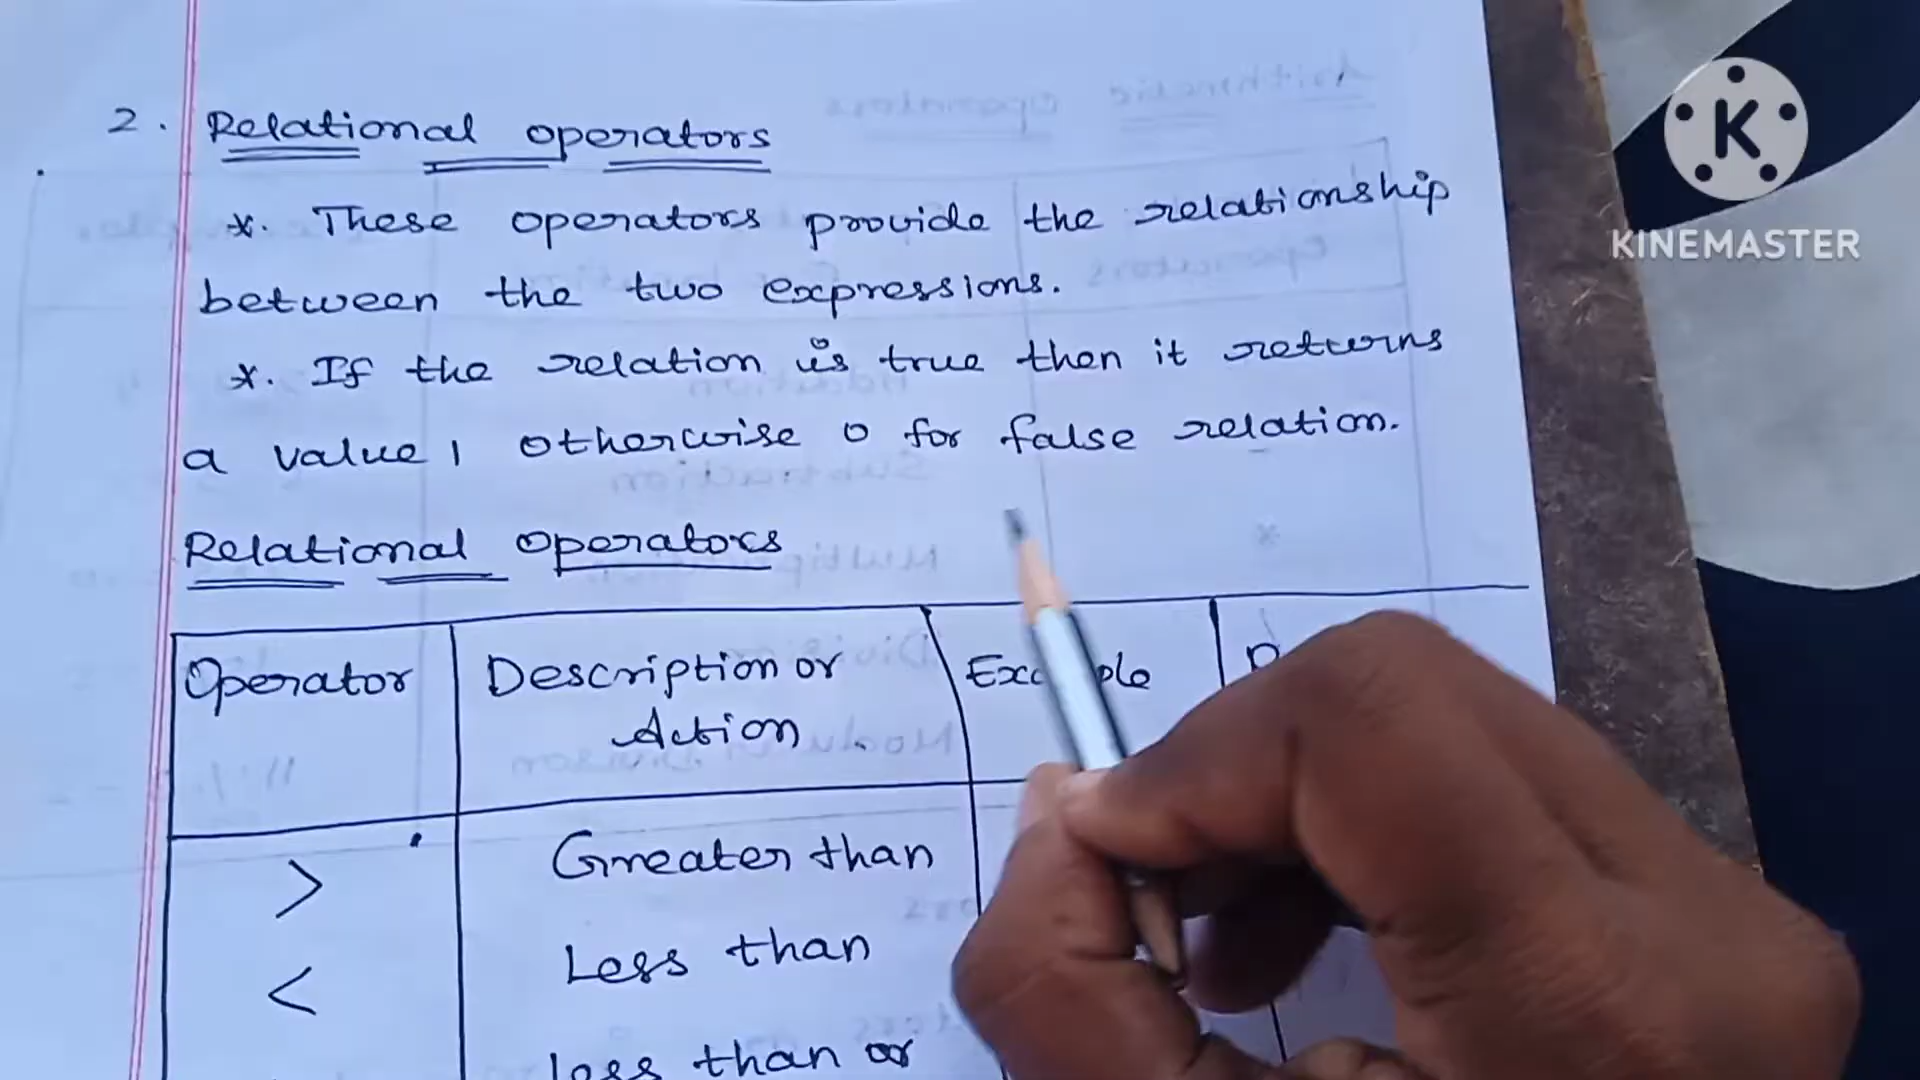 2. Relational operators
*. These operators provide the relationship
between the two expressions.
*. If the relation is true then it returns
a value 1 otherwise 0 for false relation.
Relational operators
Operator
Description or
Action
Example
>
Greater than
<
Less than
less than or
K
KINEMASTER